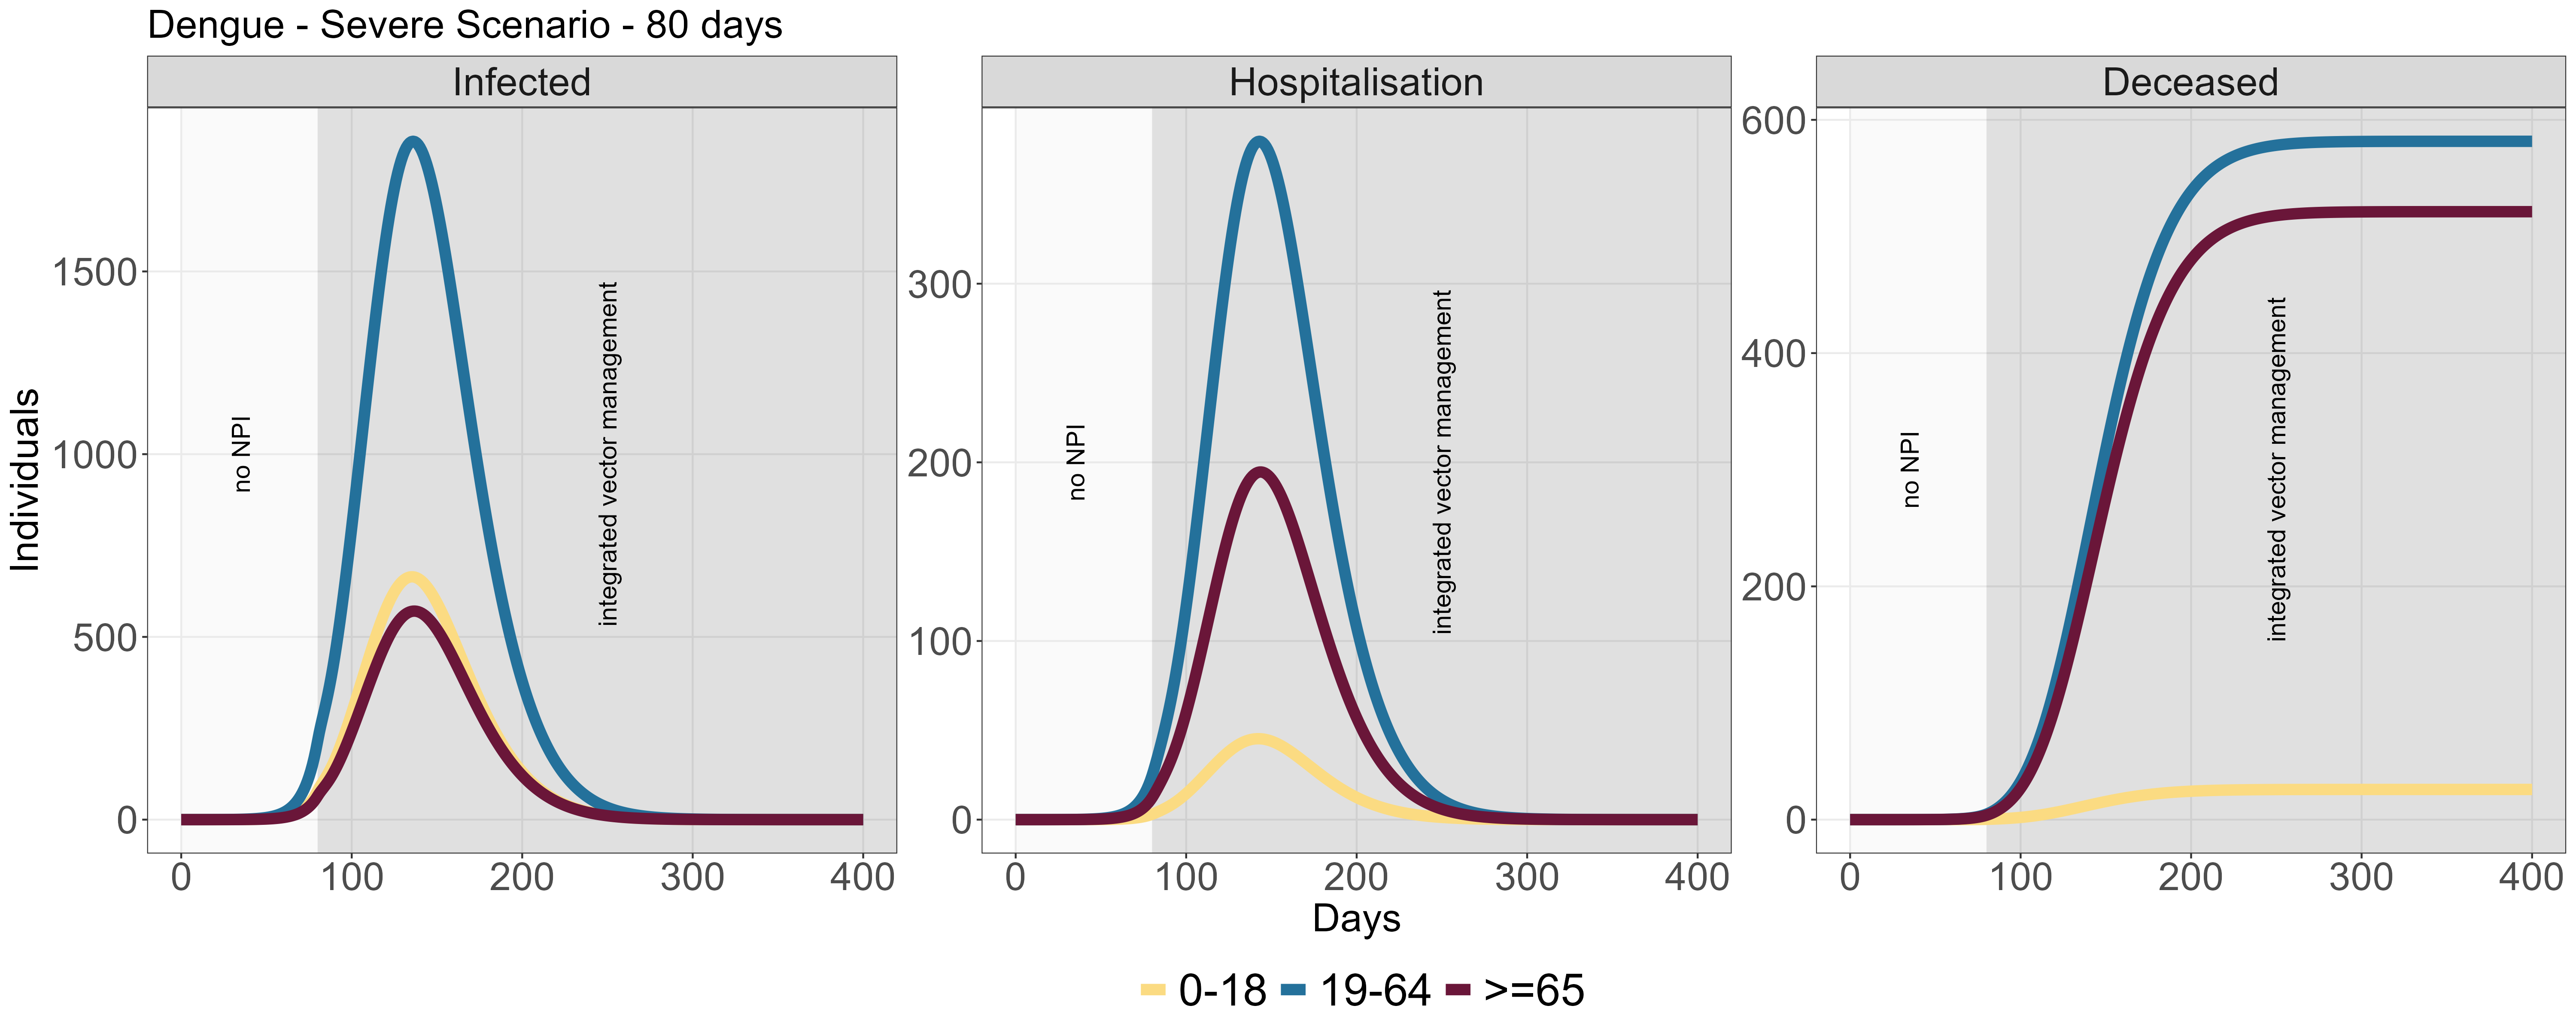 Dengue - Severe Scenario - 80 days
Infected
Hospitalisation
Deceased
Individuals
1500
1000
500
0
no NPI
integrated vector management
0 100 200 300 400
300
200
100
0
no NPI
integrated vector management
0 100 200 300 400
600
400
200
0
no NPI
integrated vector management
0 100 200 300 400
Days
0-18 19-64 >=65